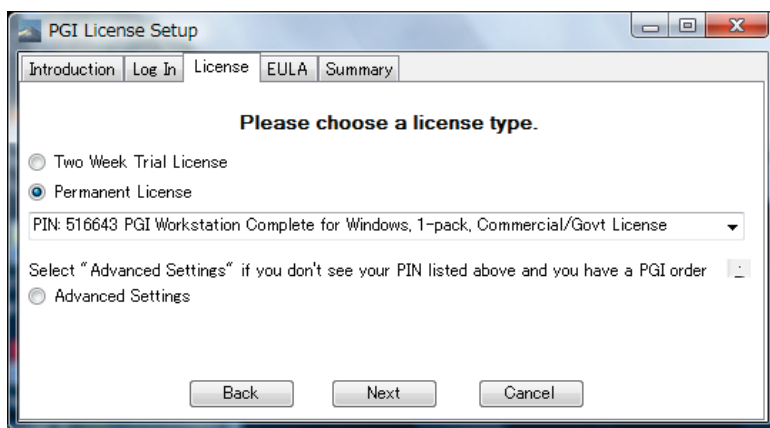 PGI License Setup
Introduction Log In License EULA Summary
Please choose a license type.
Two Week Trial License
Permanent License
PIN: 516643 PGI Workstation Complete for Windows, 1-pack, Commercial/Govt License
Select "Advanced Settings" if you don't see your PIN listed above and you have a PGI order
Advanced Settings
Back Next Cancel